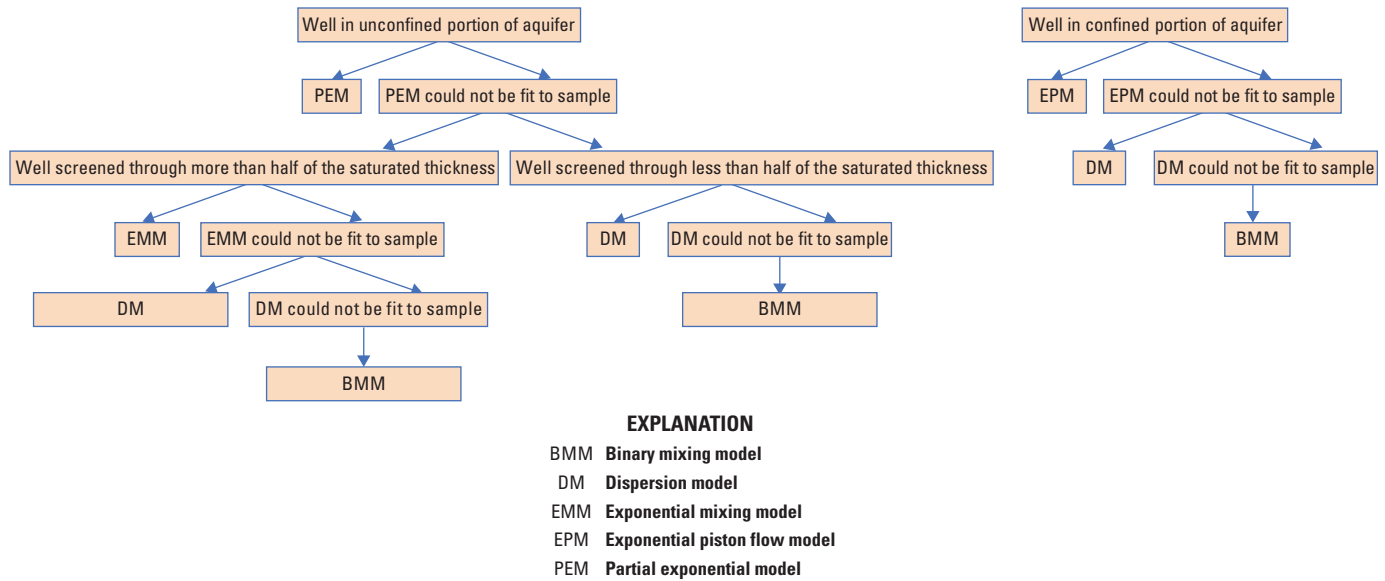 Well in unconfined portion of aquifer
Well in confined portion of aquifer
PEM
PEM could not be fit to sample
EPM
EPM could not be fit to sample
Well screened through more than half of the saturated thickness
Well screened through less than half of the saturated thickness
DM
DM could not be fit to sample
EMM
EMM could not be fit to sample
DM
DM could not be fit to sample
BMM
DM
DM could not be fit to sample
BMM
BMM
EXPLANATION
BMM Binary mixing model
DM Dispersion model
EMM Exponential mixing model
EPM Exponential piston flow model
PEM Partial exponential model